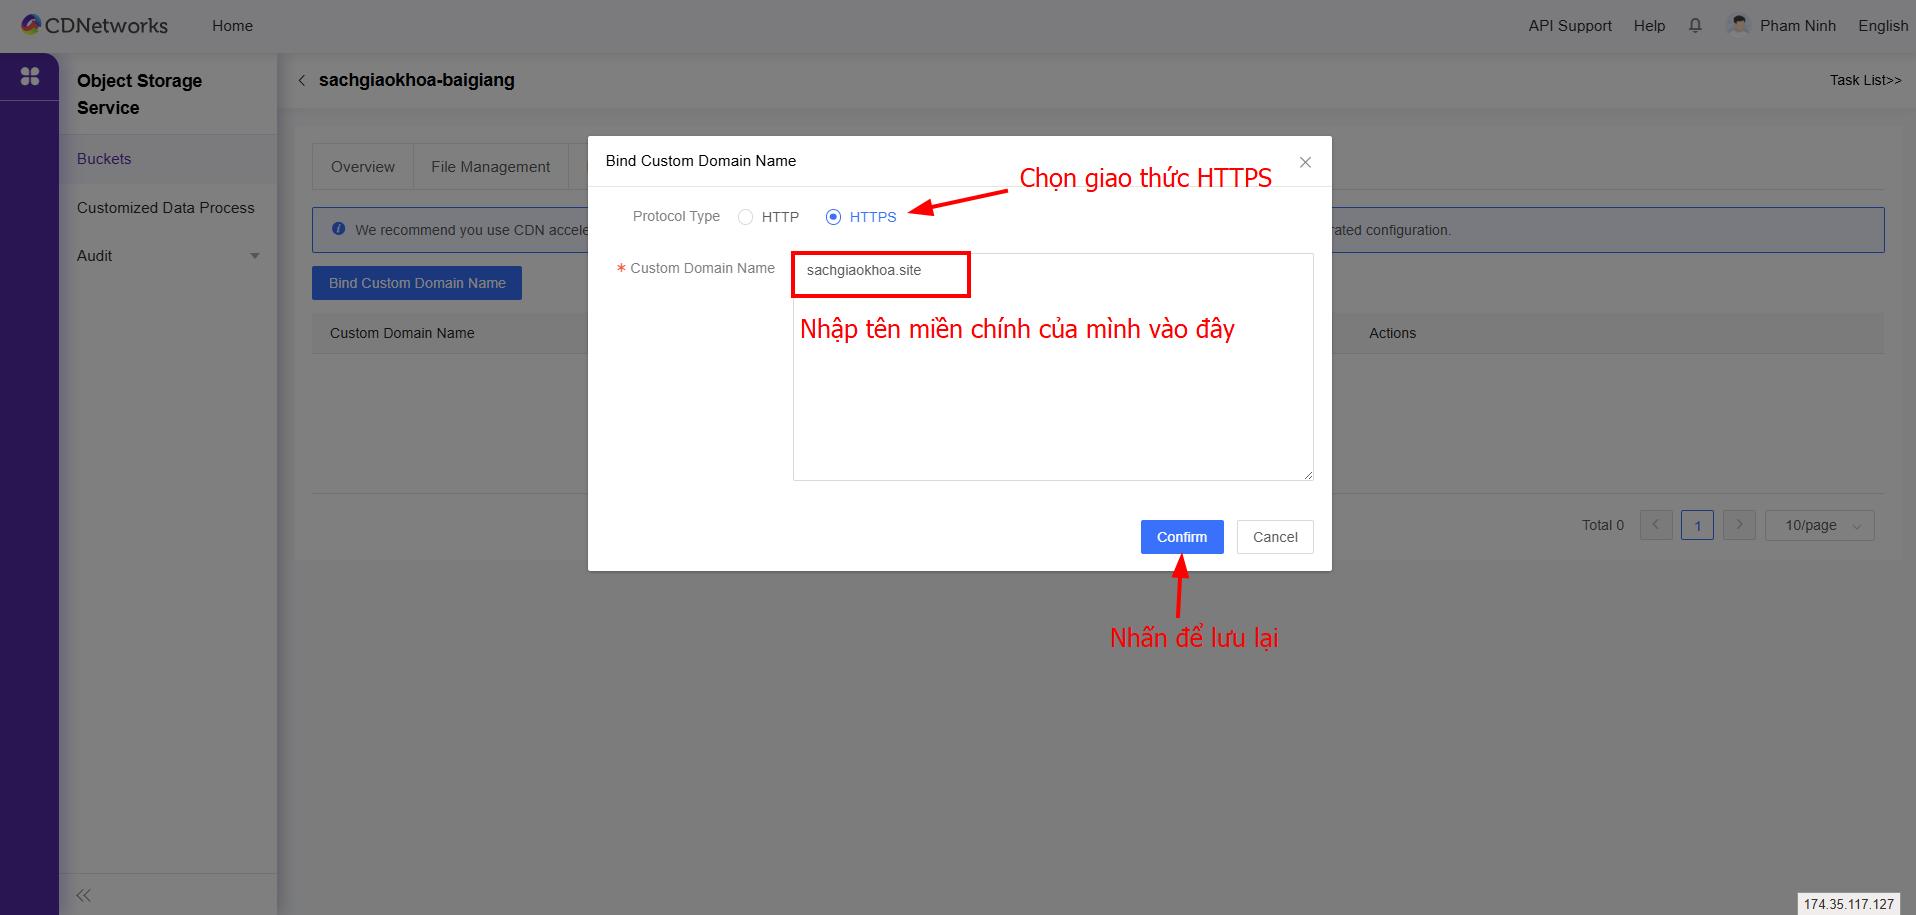 CDNetworks
Home
API Support
Help
Pham Ninh
English
Object Storage
Service
sachgiaokhoa-baigiang
Task List>>
Buckets
Customized Data Process
Audit
Overview
File Management
We recommend you use CDN accele
rated configuration.
Bind Custom Domain Name
Custom Domain Name
Actions
Bind Custom Domain Name
Chọn giao thức HTTPS
Protocol Type
HTTP
HTTPS
* Custom Domain Name
sachgiaokhoa.site
Nhập tên miền chính của mình vào đây
Confirm
Cancel
Nhấn để lưu lại
Total 0
1
10/page
174.35.117.127